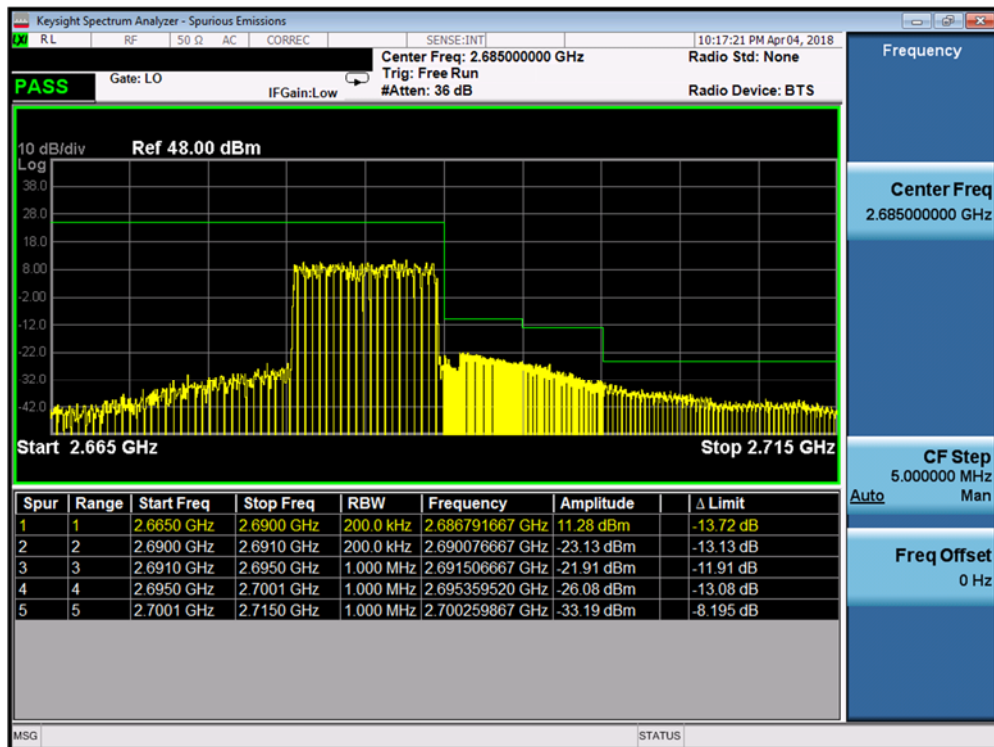 Keysight Spectrum Analyzer - Spurious Emissions
LXI RL RF 50 Ω AC CORREC SENSE:INT 10:17:21 PM Apr 04, 2018
Center Freq: 2.685000000 GHz Radio Std: None
PASS Gate: LO Trig: Free Run
IFGain:Low #Atten: 36 dB Radio Device: BTS
10 dB/div Ref 48.00 dBm
Log
38.0
28.0
18.0
8.00
-2.00
-12.0
-22.0
-32.0
-42.0
Start 2.665 GHz Stop 2.715 GHz
Spur Range Start Freq Stop Freq RBW Frequency Amplitude Δ Limit
1 1 2.6650 GHz 2.6900 GHz 200.0 kHz 2.686791667 GHz 11.28 dBm -13.72 dB
2 2 2.6900 GHz 2.6910 GHz 200.0 kHz 2.690076667 GHz -23.13 dBm -13.13 dB
3 3 2.6910 GHz 2.6950 GHz 1.000 MHz 2.691506667 GHz -21.91 dBm -11.91 dB
4 4 2.6950 GHz 2.7001 GHz 1.000 MHz 2.695359520 GHz -26.08 dBm -13.08 dB
5 5 2.7001 GHz 2.7150 GHz 1.000 MHz 2.700259867 GHz -33.19 dBm -8.195 dB
MSG STATUS
Frequency
Center Freq
2.685000000 GHz
CF Step
5.000000 MHz
Auto Man
Freq Offset
0 Hz